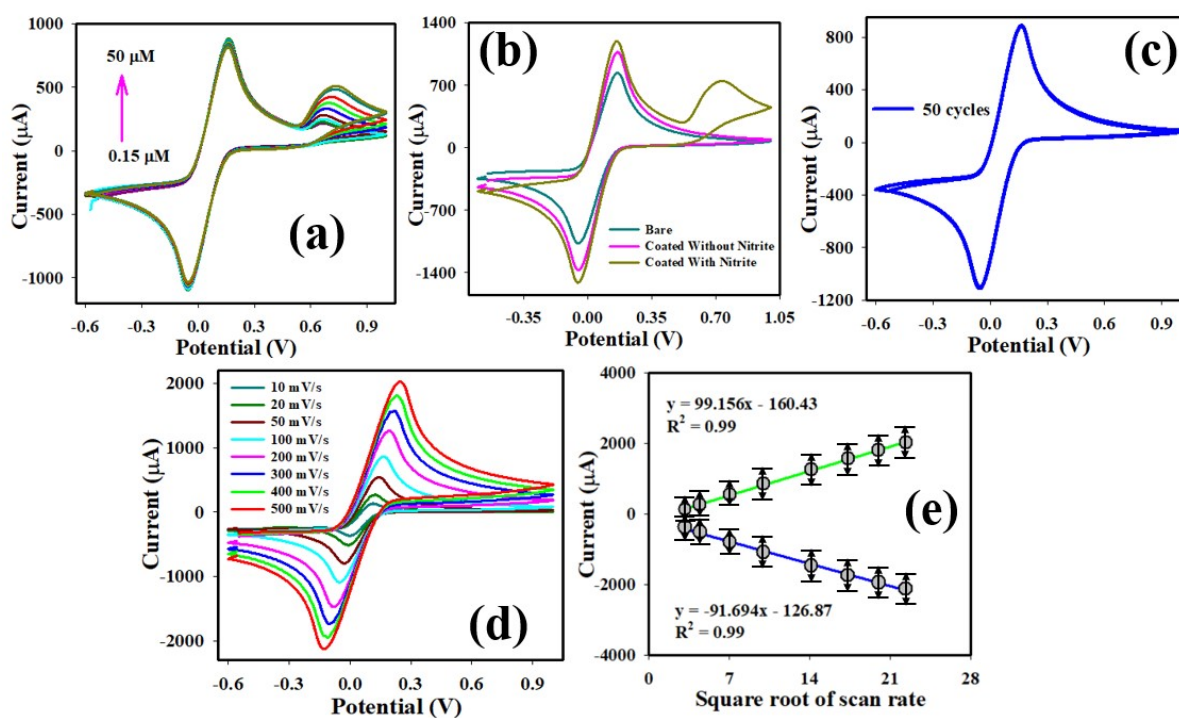 1000
500
0
-500
-1000
Current (µA)
50 µM
0.15 µM
(a)
-0.6
0.0
0.3
0.6
0.9
Potential (V)
1400
700
0
-700
-1400
Current (µA)
(b)
Bare
Coated Without Nitrite
Coated With Nitrite
-0.35
0.00
0.35
0.70
1.05
Potential (V)
800
400
0
-400
-800
-1200
Current (µA)
(c)
50 cycles
-0.6
-0.3
0.0
0.3
0.6
0.9
Potential (V)
2000
1000
0
-1000
-2000
Current (µA)
10 mV/s
20 mV/s
50 mV/s
100 mV/s
200 mV/s
300 mV/s
400 mV/s
500 mV/s
(d)
-0.6
-0.3
0.0
0.3
0.6
0.9
Potential (V)
4000
2000
0
-2000
-4000
Current (µA)
y = 99.156x - 160.43
R² = 0.99
(e)
y = -91.694x - 126.87
R² = 0.99
0
7
14
21
28
Square root of scan rate